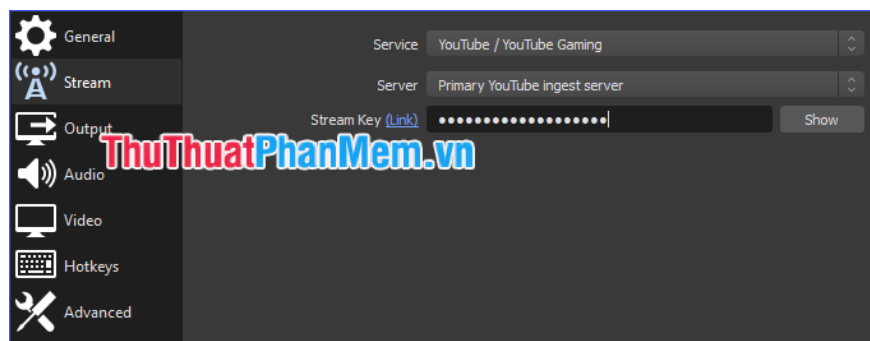 General
Stream
Output
Audio
Video
Hotkeys
Advanced
Service YouTube / YouTube Gaming
Server Primary YouTube ingest server
Stream Key (Link) ●●●●●●●●●●●●●●●●●●● Show
ThuThuatPhanMem.vn